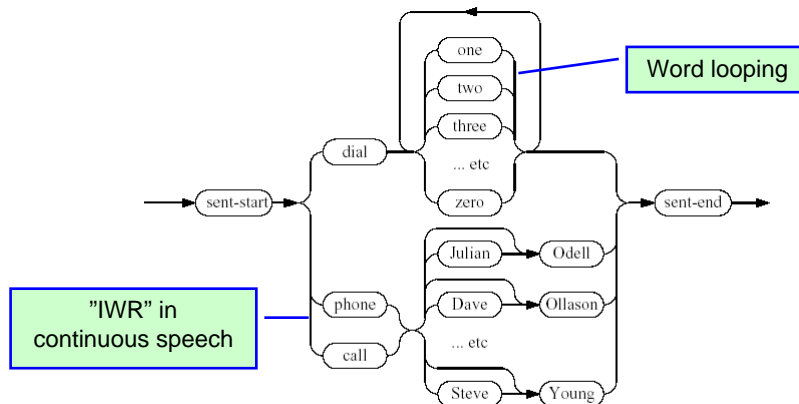 one
Word looping
two
three
dial
... etc
zero
sent-start
sent-end
Julian
Odell
"IWR" in
continuous speech
phone
Dave
Ollason
call
... etc
Steve
Young